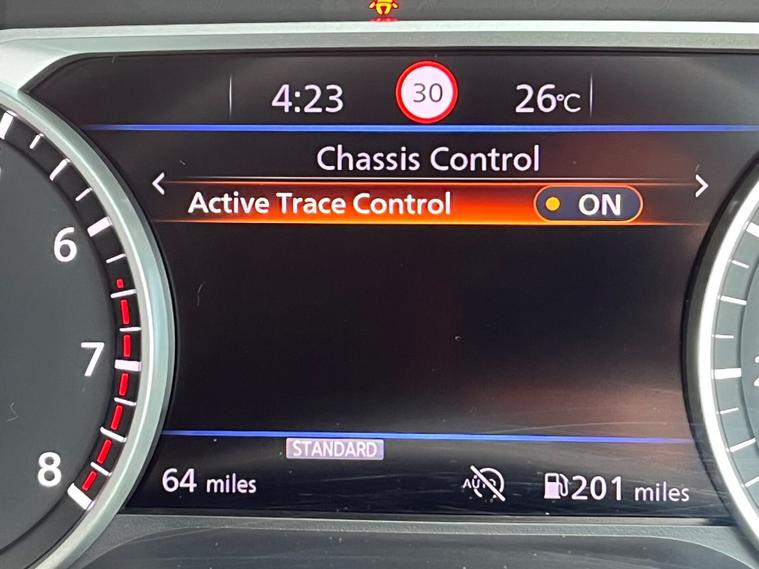 4:23 30 26°C
Chassis Control
Active Trace Control ON
6
7
8
STANDARD
64 miles AUTO 201 miles